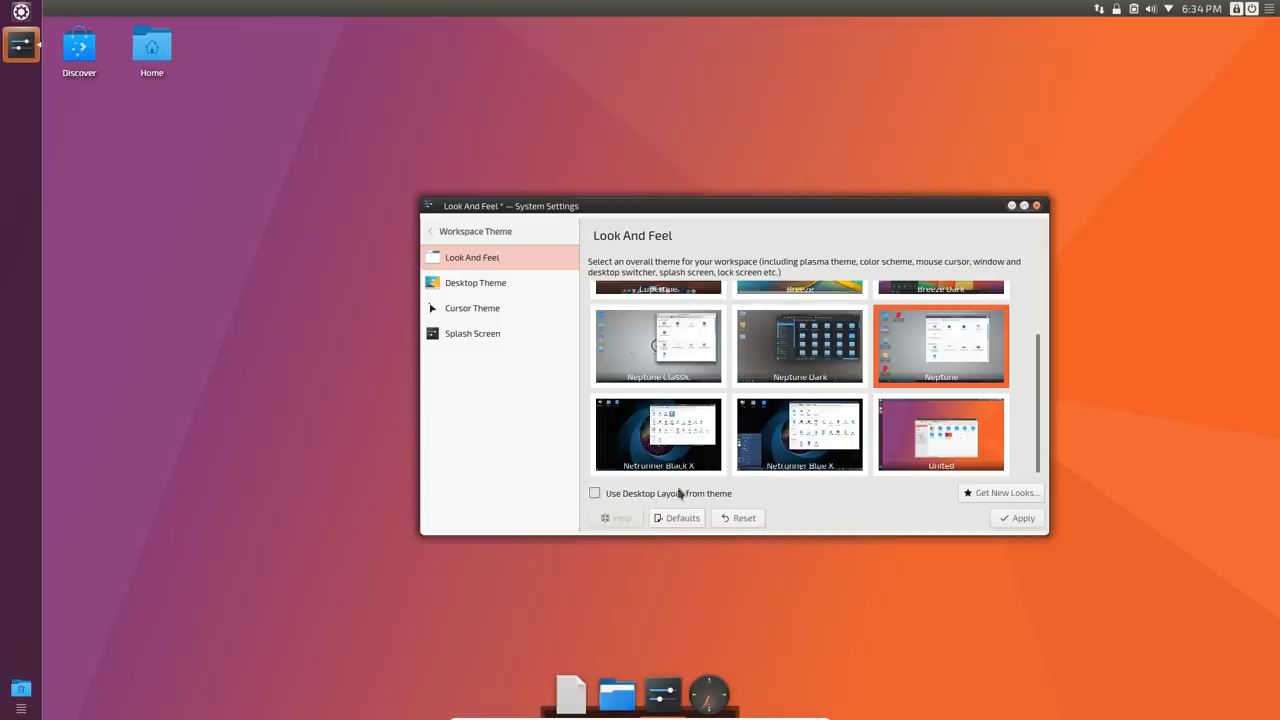 6:34 PM
Discover
Home
Look And Feel * — System Settings
Workspace Theme
Look And Feel
Desktop Theme
Cursor Theme
Splash Screen
Look And Feel
Select an overall theme for your workspace (including plasma theme, color scheme, mouse cursor, window and
desktop switcher, splash screen, lock screen etc.)
Cupertino
Breeze
Breeze Dark
Neptune Classic
Neptune Dark
Neptune
Netrunner Black X
Netrunner Blue X
United
Use Desktop Layout from theme
Get New Looks...
Help
Defaults
Reset
Apply